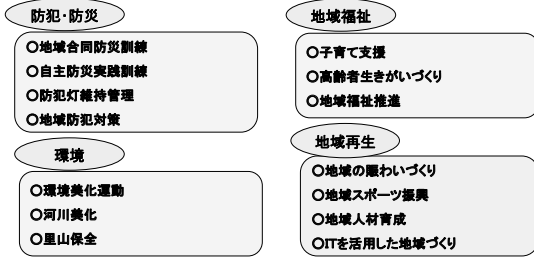 防犯・防災
○地域合同防災訓練
○自主防災実践訓練
○防犯灯維持管理
○地域防犯対策
地域福祉
○子育て支援
○高齢者生きがいづくり
○地域福祉推進
環境
○環境美化運動
○河川美化
○里山保全
地域再生
○地域の賑わいづくり
○地域スポーツ振興
○地域人材育成
○ITを活用した地域づくり